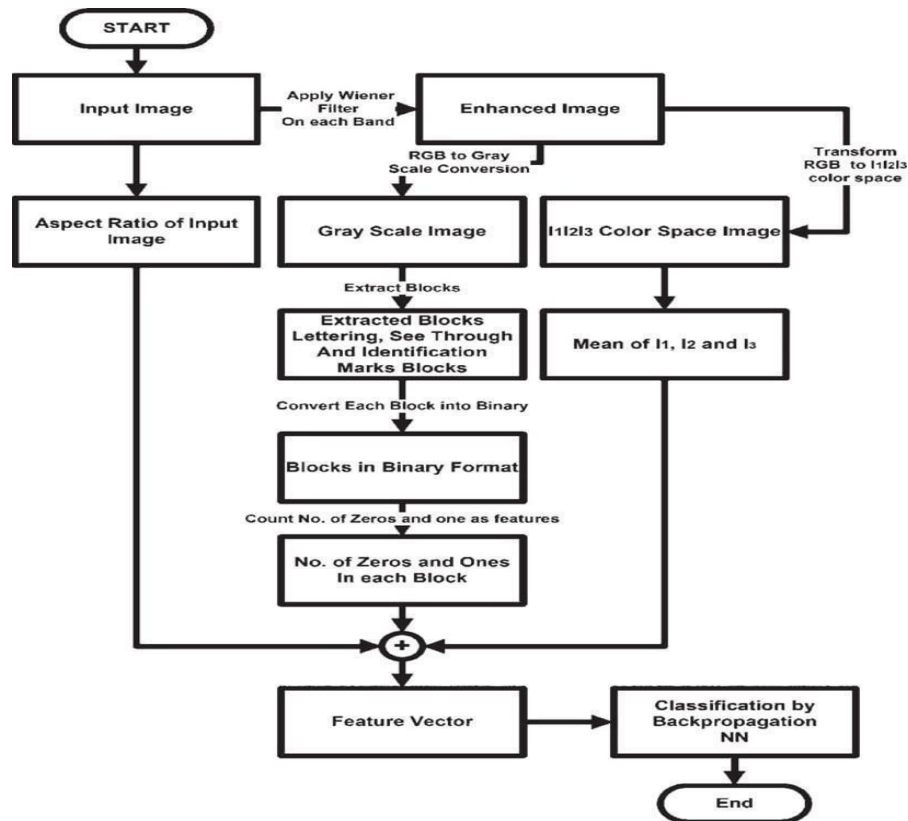 START
Input Image
Apply Wiener
Filter
On each Band
Enhanced Image
RGB to Gray
Scale Conversion
Transform
RGB to I1I2I3
color space
Aspect Ratio of Input
Image
Gray Scale Image
I1I2I3 Color Space Image
Extract Blocks
Extracted Blocks
Lettering, See Through
And Identification
Marks Blocks
Mean of I1, I2 and I3
Convert Each Block into Binary
Blocks in Binary Format
Count No. of Zeros and one as features
No. of Zeros and Ones
In each Block
+
Feature Vector
Classification by
Backpropagation
NN
End